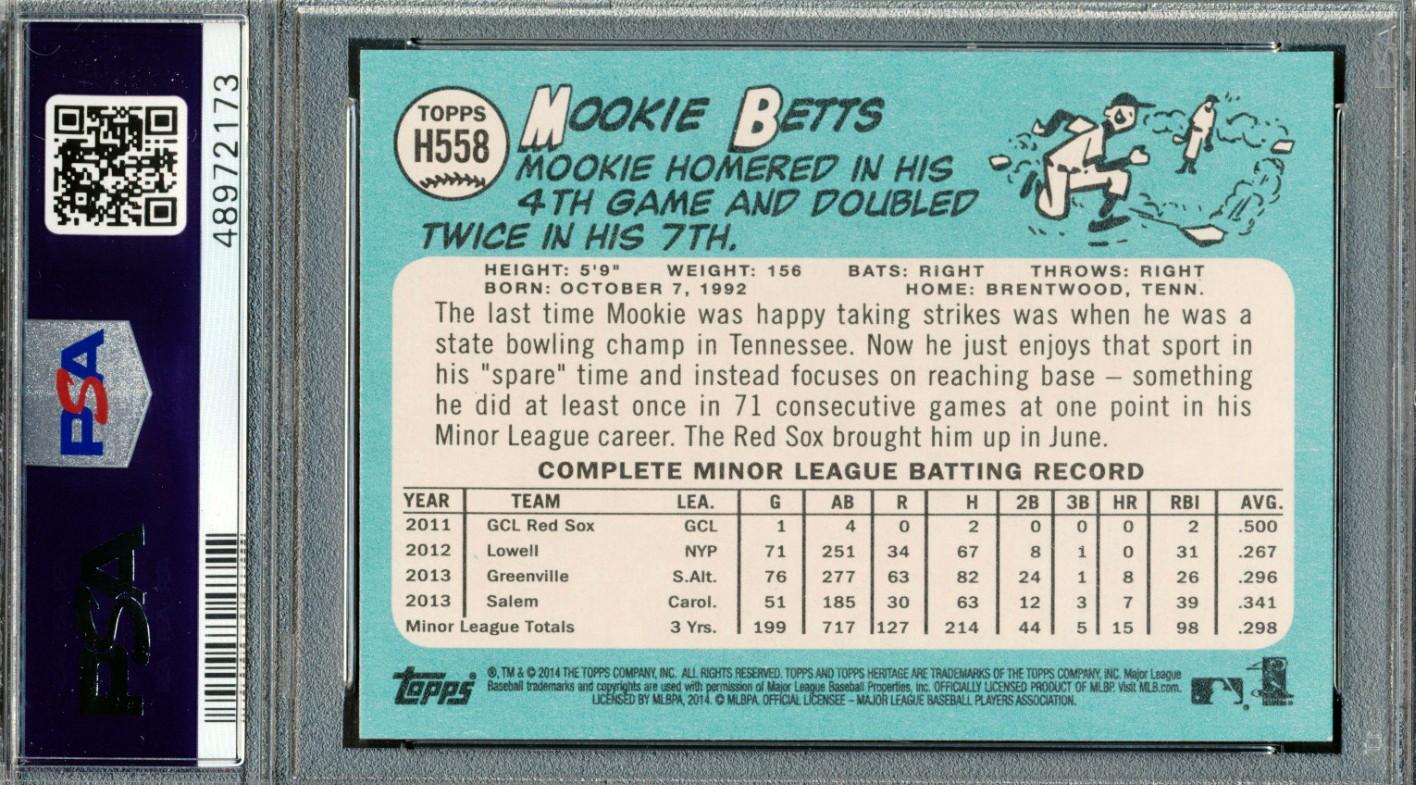 48972173
PSA
PSA
TOPPS
H558
MOOKIE BETTS
MOOKIE HOMERED IN HIS
4TH GAME AND DOUBLED
TWICE IN HIS 7TH.
HEIGHT: 5'9" WEIGHT: 156 BATS: RIGHT THROWS: RIGHT
BORN: OCTOBER 7, 1992 HOME: BRENTWOOD, TENN.
The last time Mookie was happy taking strikes was when he was a
state bowling champ in Tennessee. Now he just enjoys that sport in
his "spare" time and instead focuses on reaching base – something
he did at least once in 71 consecutive games at one point in his
Minor League career. The Red Sox brought him up in June.
COMPLETE MINOR LEAGUE BATTING RECORD
YEAR TEAM LEA. G AB R H 2B 3B HR RBI AVG.
2011 GCL Red Sox GCL 1 4 0 2 0 0 0 2 .500
2012 Lowell NYP 71 251 34 67 8 1 0 31 .267
2013 Greenville S.Alt. 76 277 63 82 24 1 8 26 .296
2013 Salem Carol. 51 185 30 63 12 3 7 39 .341
Minor League Totals 3 Yrs. 199 717 127 214 44 5 15 98 .298
topps
®, TM & © 2014 THE TOPPS COMPANY, INC. ALL RIGHTS RESERVED. TOPPS AND TOPPS HERITAGE ARE TRADEMARKS OF THE TOPPS COMPANY, INC. Major League
Baseball trademarks and copyrights are used with permission of Major League Baseball Properties, Inc. OFFICIALLY LICENSED PRODUCT OF MLBP. Visit MLB.com.
LICENSED BY MLBPA, 2014. © MLBPA. OFFICIAL LICENSEE – MAJOR LEAGUE BASEBALL PLAYERS ASSOCIATION.